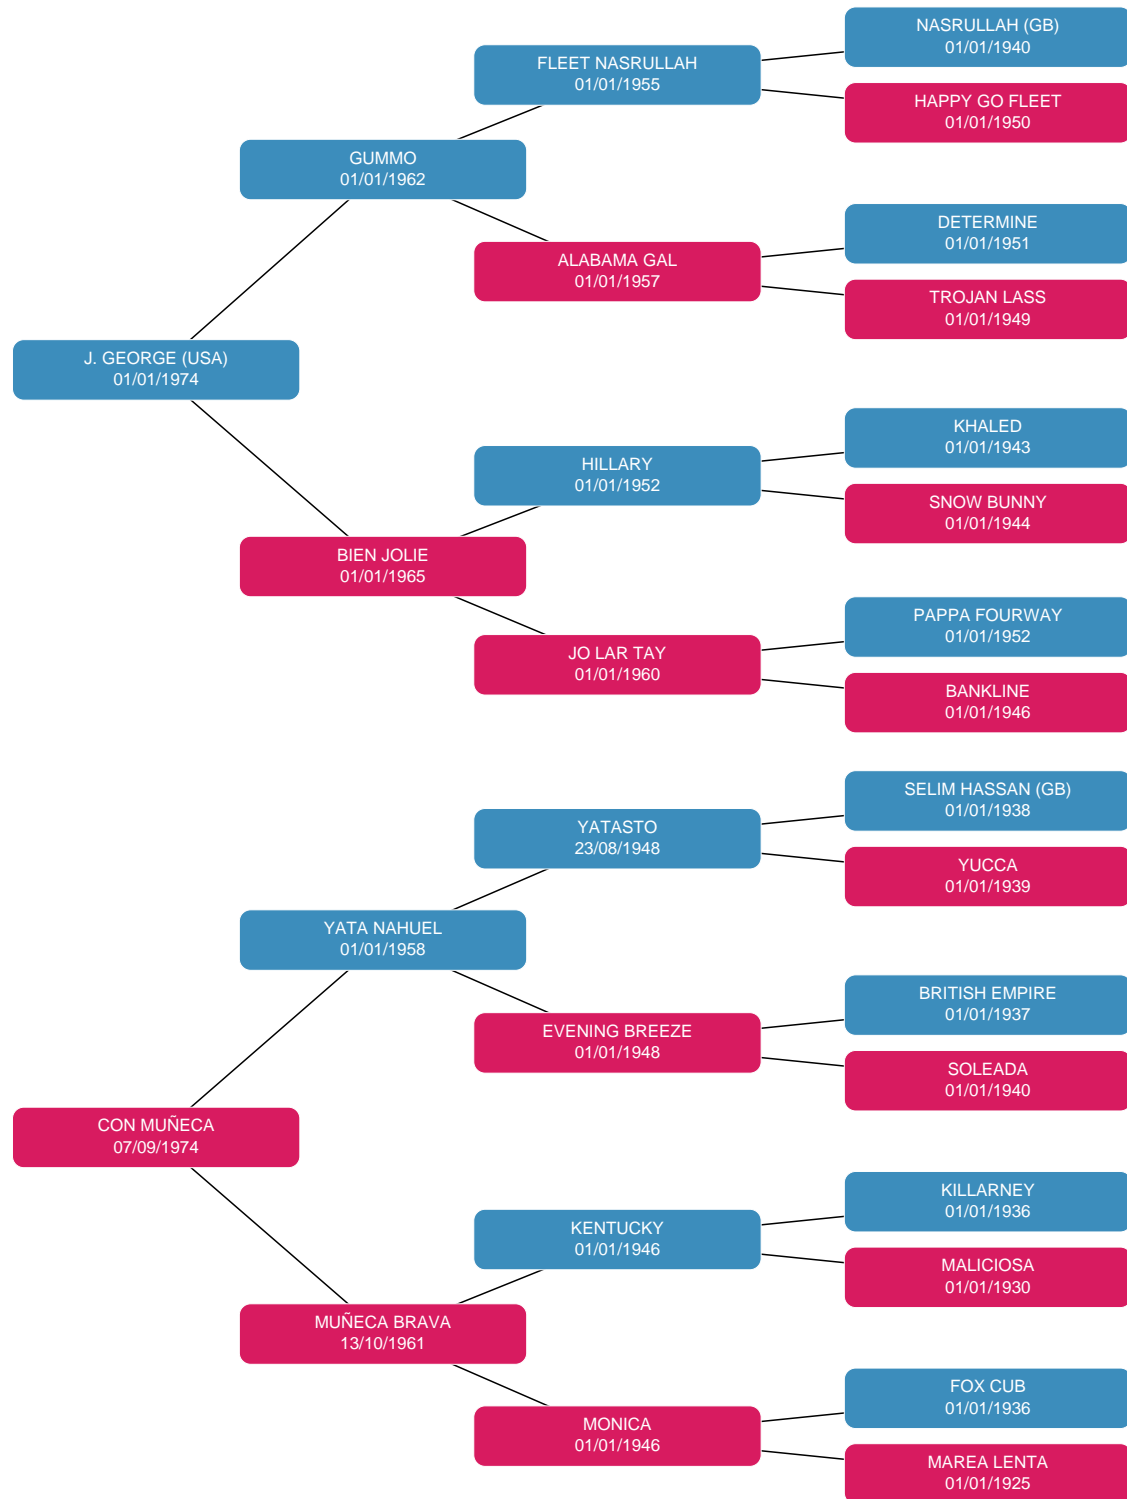 NASRULLAH (GB)
01/01/1940
FLEET NASRULLAH
01/01/1955
HAPPY GO FLEET
01/01/1950
GUMMO
01/01/1962
DETERMINE
01/01/1951
ALABAMA GAL
01/01/1957
TROJAN LASS
01/01/1949
J. GEORGE (USA)
01/01/1974
KHALED
01/01/1943
HILLARY
01/01/1952
SNOW BUNNY
01/01/1944
BIEN JOLIE
01/01/1965
PAPPA FOURWAY
01/01/1952
JO LAR TAY
01/01/1960
BANKLINE
01/01/1946
SELIM HASSAN (GB)
01/01/1938
YATASTO
23/08/1948
YUCCA
01/01/1939
YATA NAHUEL
01/01/1958
BRITISH EMPIRE
01/01/1937
EVENING BREEZE
01/01/1948
SOLEADA
01/01/1940
CON MUÑECA
07/09/1974
KILLARNEY
01/01/1936
KENTUCKY
01/01/1946
MALICIOSA
01/01/1930
MUÑECA BRAVA
13/10/1961
FOX CUB
01/01/1936
MONICA
01/01/1946
MAREA LENTA
01/01/1925